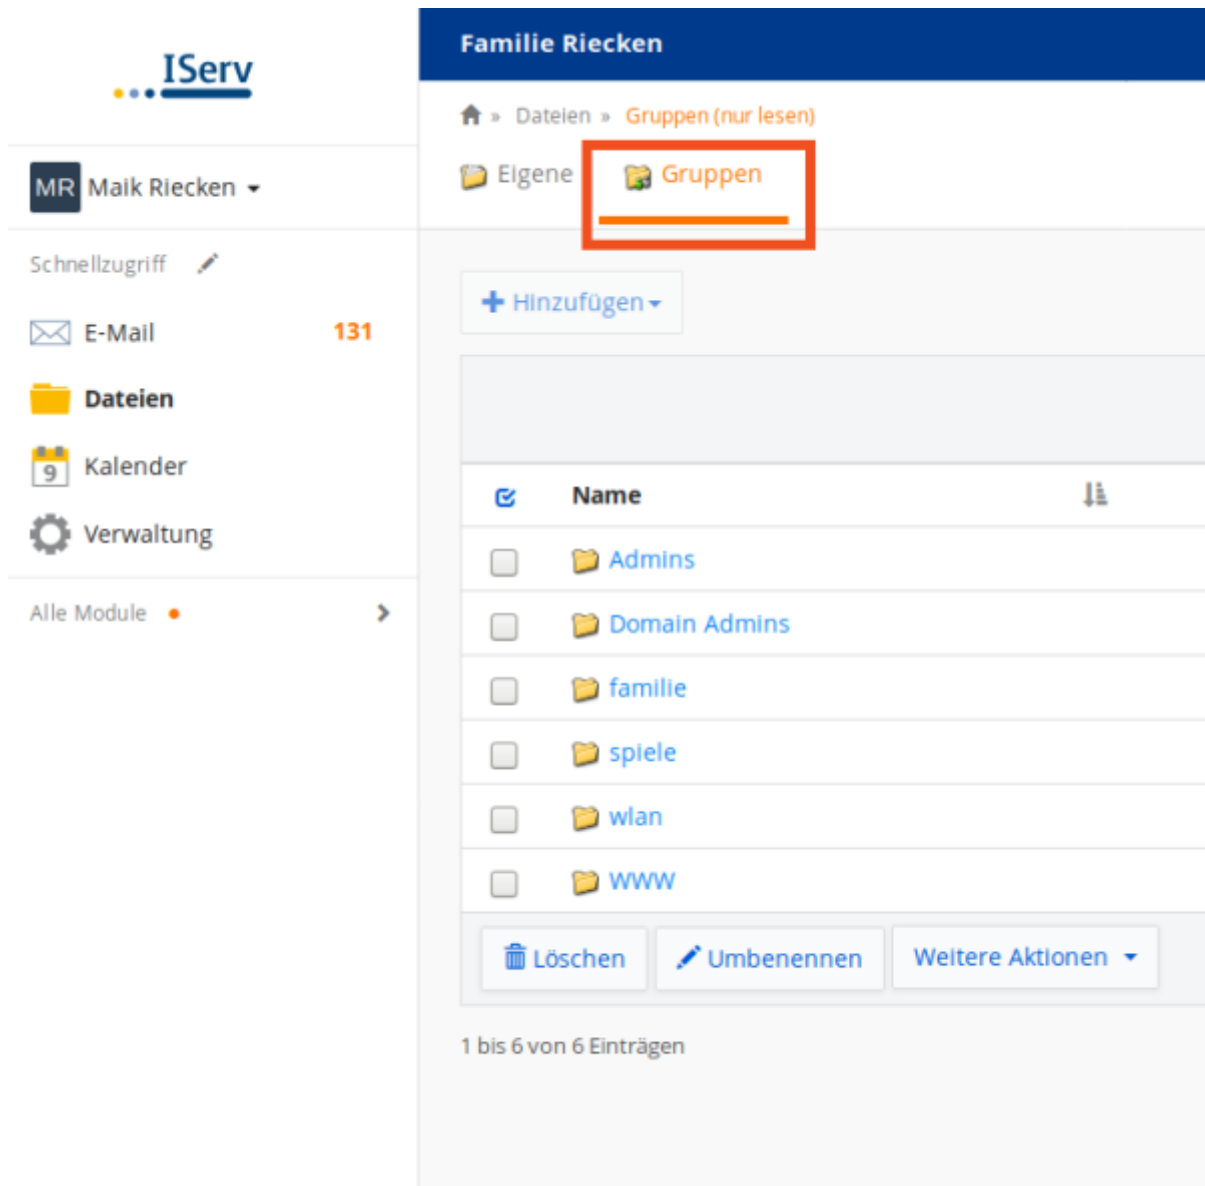 IServ
Familie Riecken
» Dateien » Gruppen (nur lesen)
MR Maik Riecken
Eigene Gruppen
Schnellzugriff
Hinzufügen
E-Mail 131
Dateien
9 Kalender
Verwaltung
Alle Module
Name
Admins
Domain Admins
familie
spiele
wlan
WWW
Löschen Umbenennen Weitere Aktionen
1 bis 6 von 6 Einträgen